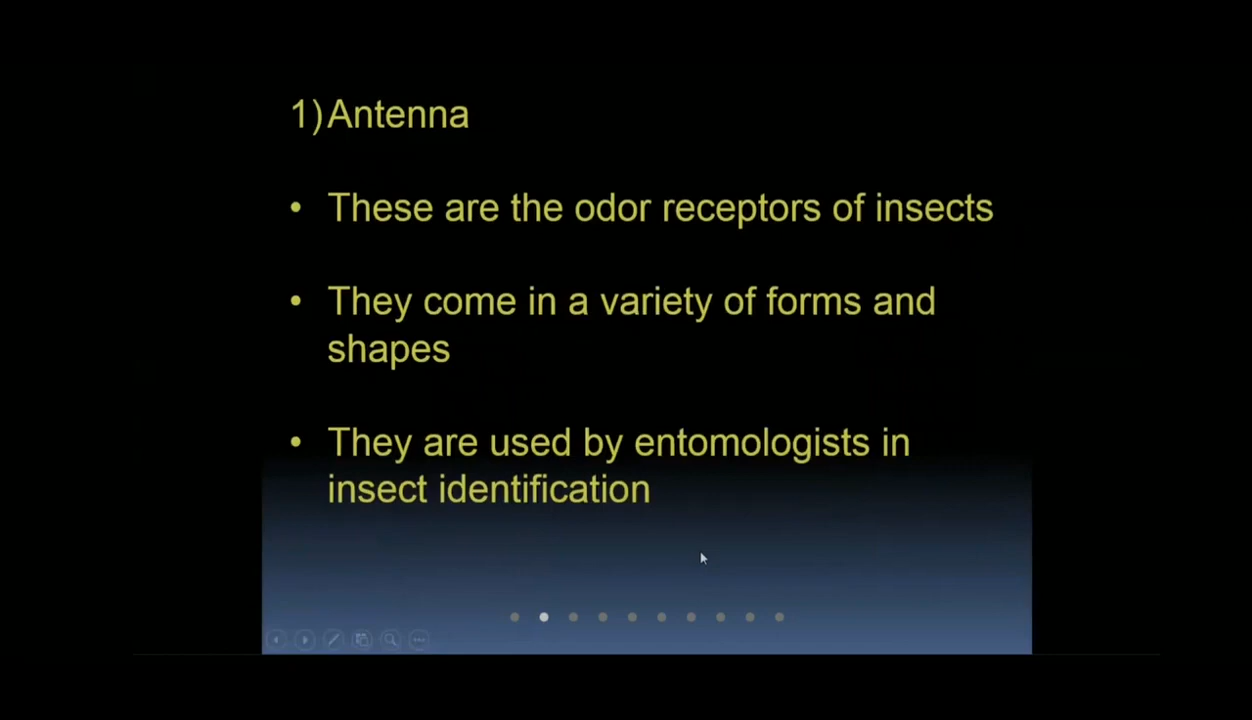 1) Antenna
• These are the odor receptors of insects
• They come in a variety of forms and
shapes
• They are used by entomologists in
insect identification